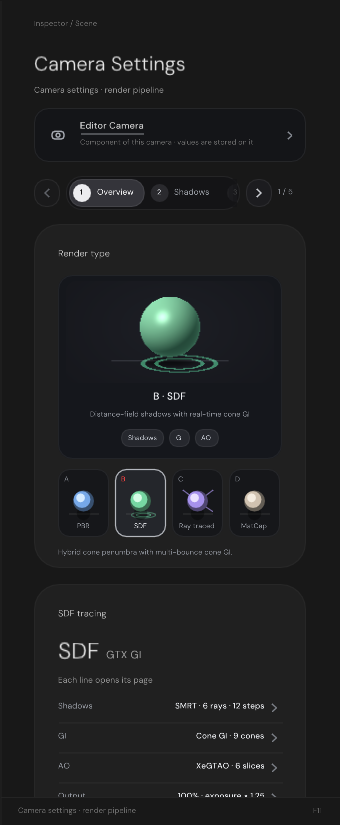 Inspector / Scene
Camera Settings
Camera settings · render pipeline
Editor Camera
Component of this camera · values are stored on it
1 Overview 2 Shadows 3
1 / 5
Render type
B · SDF
Distance-field shadows with real-time cone GI
Shadows GI AO
A B C D
PBR SDF Ray traced MatCap
Hybrid cone penumbra with multi-bounce cone GI.
SDF tracing
SDF GTX GI
Each line opens its page
Shadows SMRT · 6 rays · 12 steps
GI Cone GI · 9 cones
AO XeGTAO · 6 slices
Output 100% · exposure • 1.25
Camera settings · render pipeline